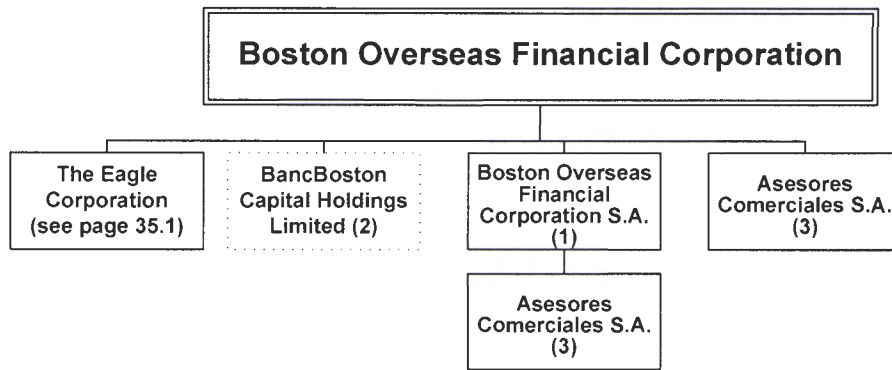 Boston Overseas Financial Corporation
The Eagle
Corporation
(see page 35.1)
BancBoston
Capital Holdings
Limited (2)
Boston Overseas
Financial
Corporation S.A.
(1)
Asesores
Comerciales S.A.
(3)
Asesores
Comerciales S.A.
(3)